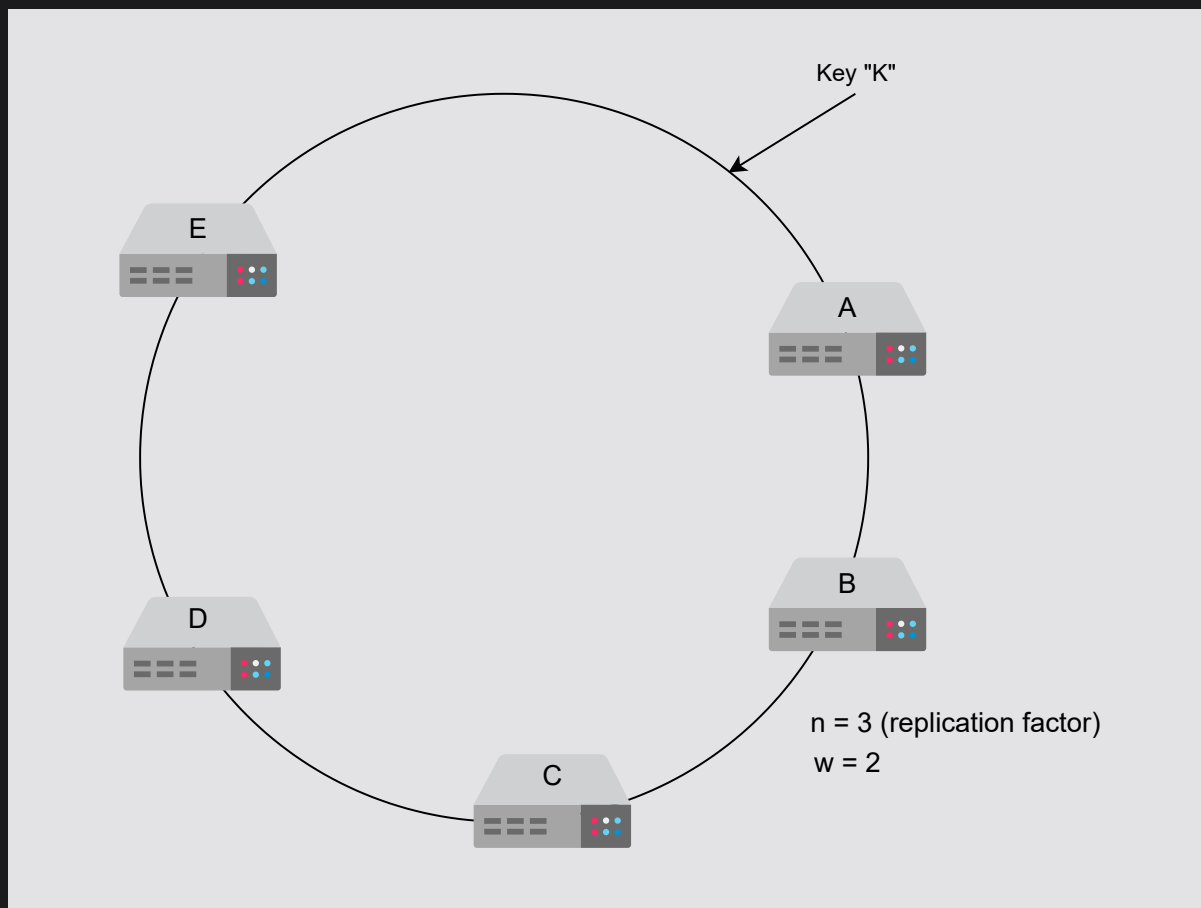 Key "K"
E
A
B
D
n = 3 (replication factor)
w = 2
C